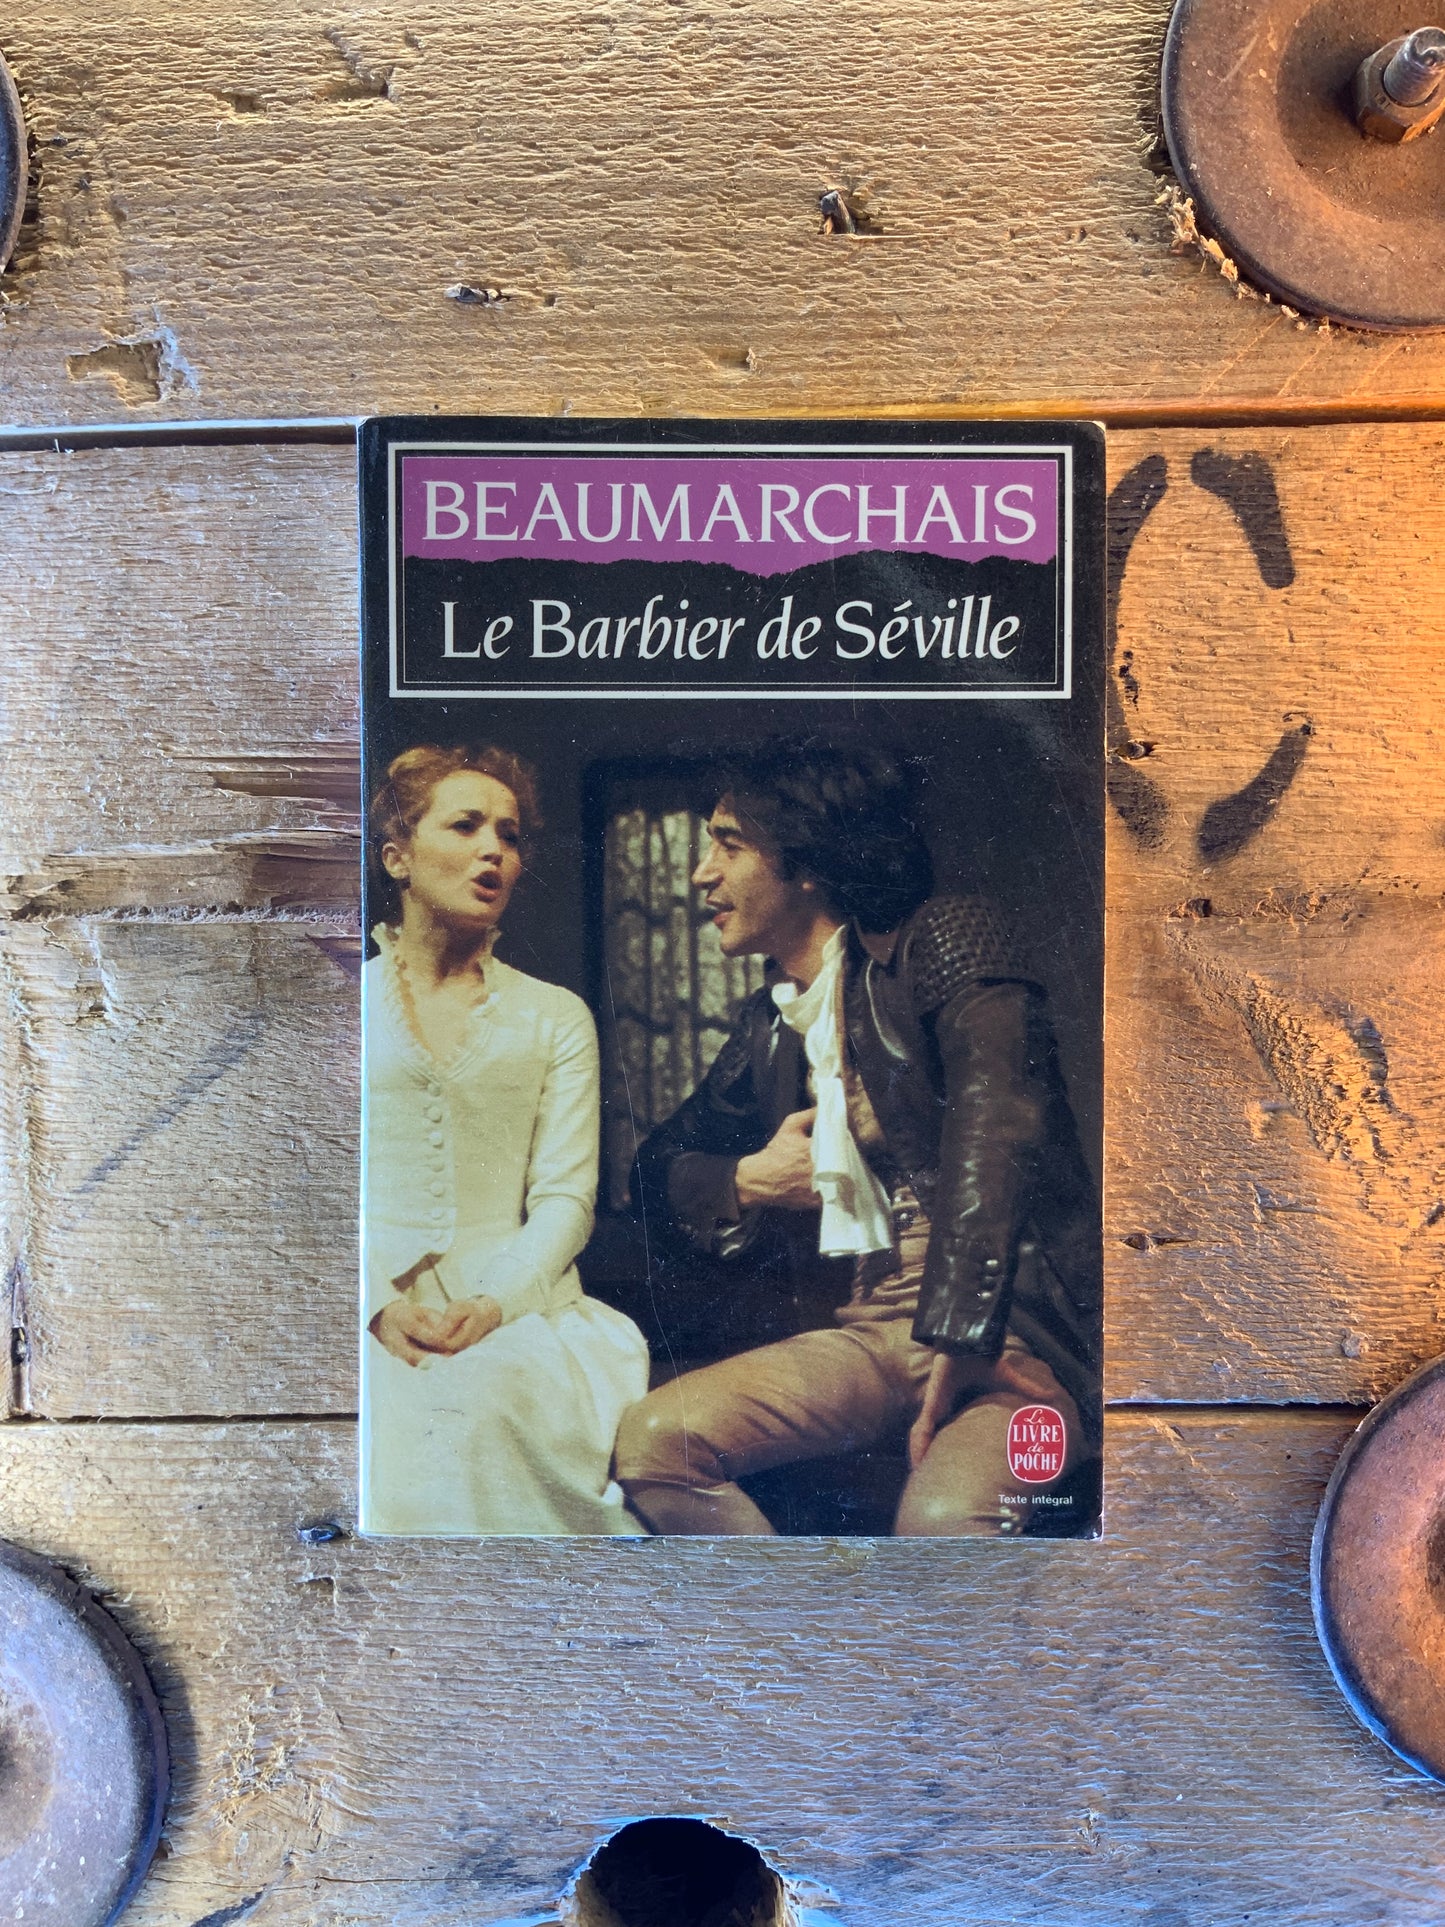 BEAUMARCHAIS
Le Barbier de Séville
Le
LIVRE
de
POCHE
Texte intégral